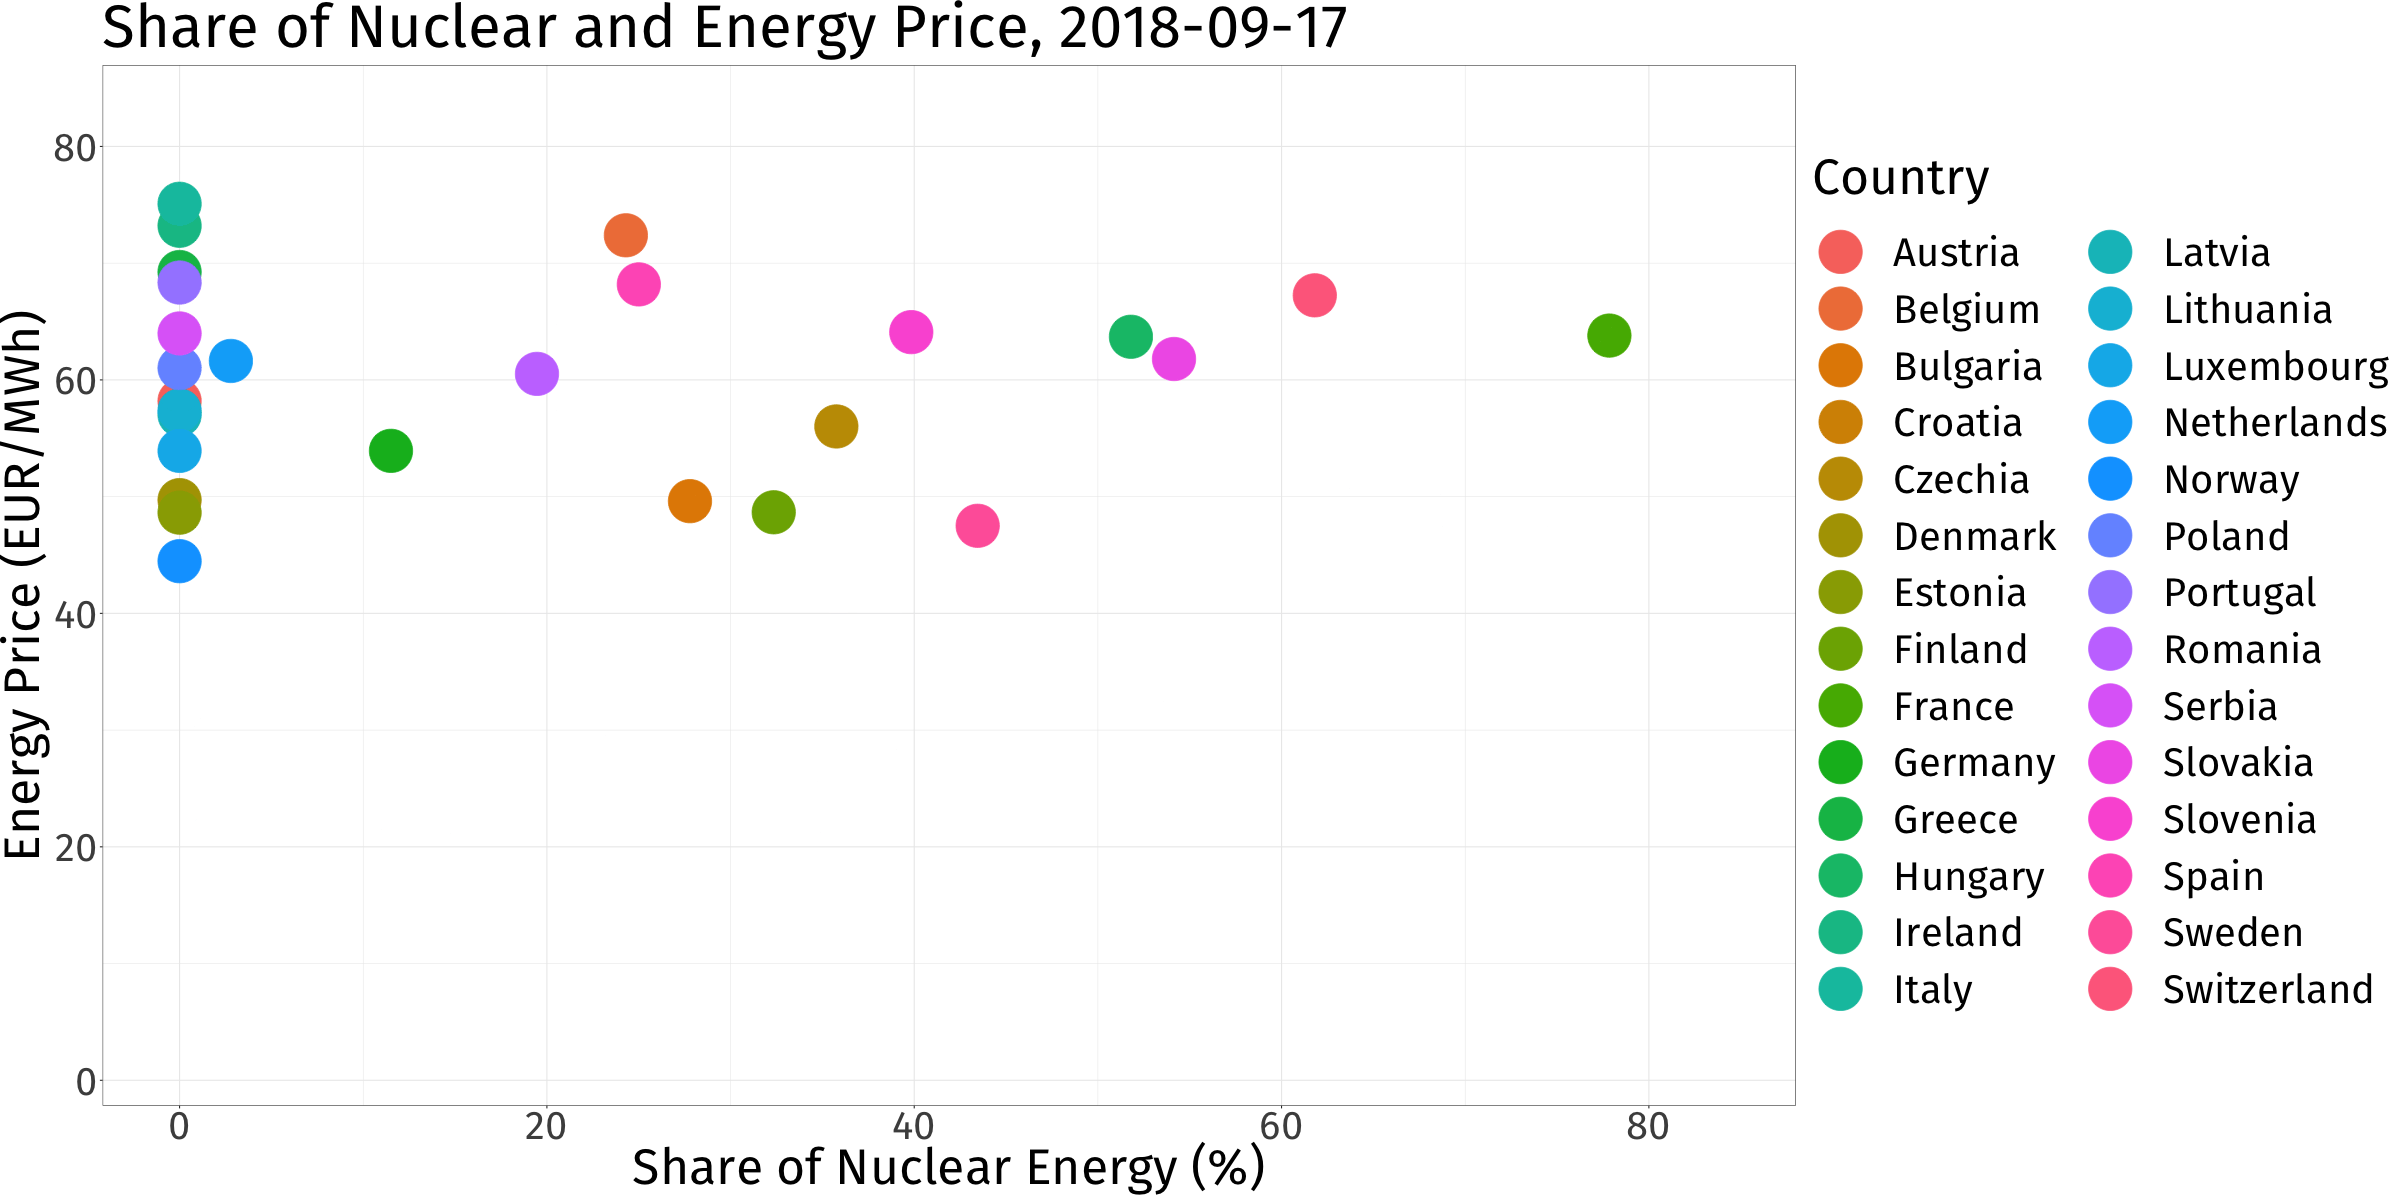 Share of Nuclear and Energy Price, 2018-09-17
Energy Price (EUR/MWh)
80
60
40
20
0
0 20 40 60 80
Share of Nuclear Energy (%)
Country
Austria
Belgium
Bulgaria
Croatia
Czechia
Denmark
Estonia
Finland
France
Germany
Greece
Hungary
Ireland
Italy
Latvia
Lithuania
Luxembourg
Netherlands
Norway
Poland
Portugal
Romania
Serbia
Slovakia
Slovenia
Spain
Sweden
Switzerland